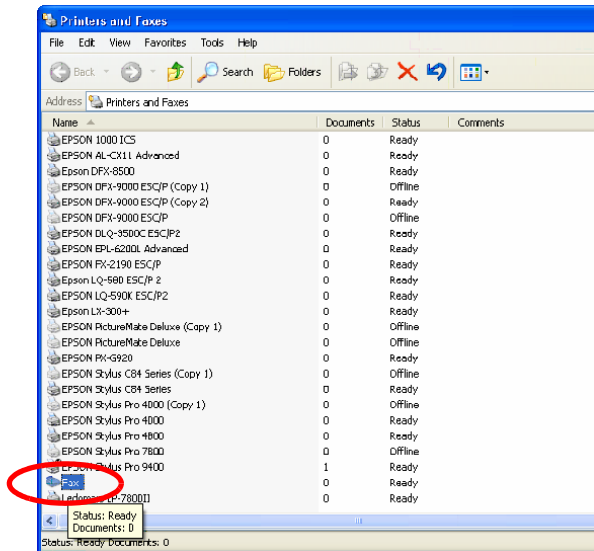 Printers and Faxes
File Edit View Favorites Tools Help
Back Search Folders
Address Printers and Faxes
Name Documents Status Comments
EPSON 1000 ICS 0 Ready
EPSON AL-CX11 Advanced 0 Ready
Epson DFX-8500 0 Ready
EPSON DFX-9000 ESC/P (Copy 1) 0 Offline
EPSON DFX-9000 ESC/P (Copy 2) 0 Ready
EPSON DFX-9000 ESC/P 0 Offline
EPSON DLQ-3500C ESC/P2 0 Ready
EPSON EPL-6200L Advanced 0 Ready
EPSON FX-2190 ESC/P 0 Ready
Epson LQ-580 ESC/P 2 0 Ready
EPSON LQ-590K ESC/P2 0 Ready
Epson LX-300+ 0 Ready
EPSON PictureMate Deluxe (Copy 1) 0 Offline
EPSON PictureMate Deluxe 0 Offline
EPSON PX-G920 0 Ready
EPSON Stylus C84 Series (Copy 1) 0 Offline
EPSON Stylus C84 Series 0 Ready
EPSON Stylus Pro 4000 (Copy 1) 0 Offline
EPSON Stylus Pro 4000 0 Ready
EPSON Stylus Pro 4800 0 Ready
EPSON Stylus Pro 7800 0 Offline
EPSON Stylus Pro 9400 1 Ready
Fax 0 Ready
LP-7800II 0 Ready
Status: Ready
Documents: 0
Status: Ready Documents: 0